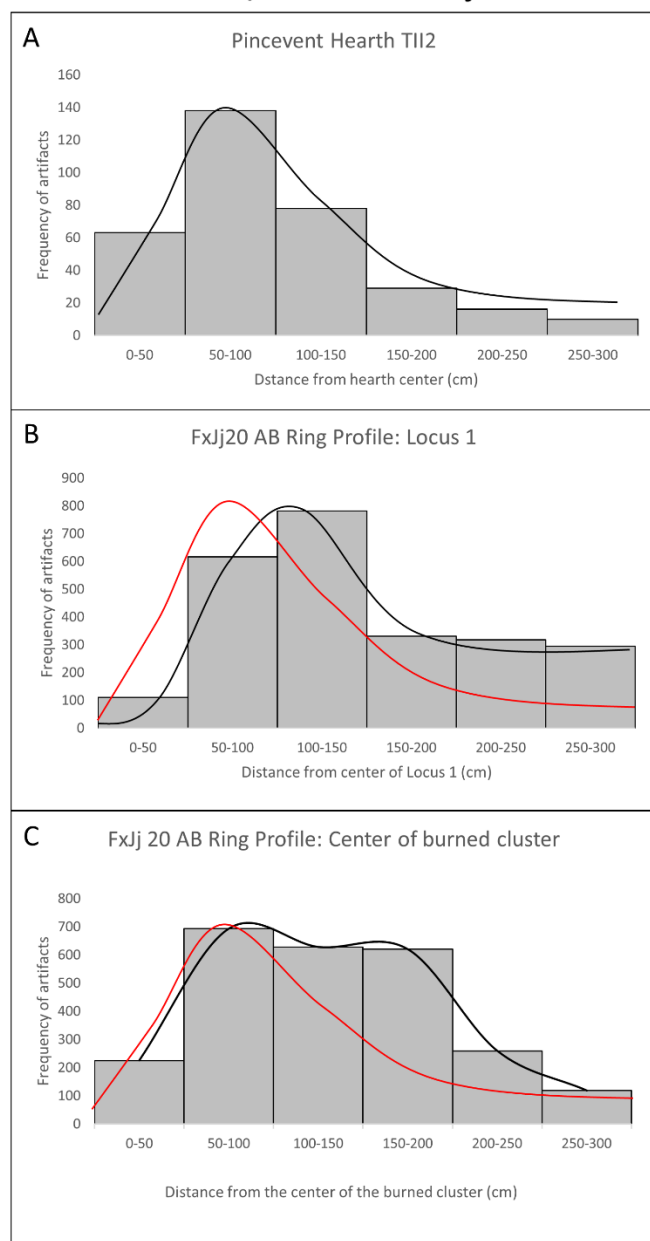 A
Pincevent Hearth TII2
Frequency of artifacts
160
140
120
100
80
60
40
20
0
0-50 50-100 100-150 150-200 200-250 250-300
Dstance from hearth center (cm)
B
FxJj20 AB Ring Profile: Locus 1
Frequency of artifacts
900
800
700
600
500
400
300
200
100
0
0-50 50-100 100-150 150-200 200-250 250-300
Distance from center of Locus 1 (cm)
C
FxJj 20 AB Ring Profile: Center of burned cluster
Frequency of artifacts
800
700
600
500
400
300
200
100
0
0-50 50-100 100-150 150-200 200-250 250-300
Distance from the center of the burned cluster (cm)